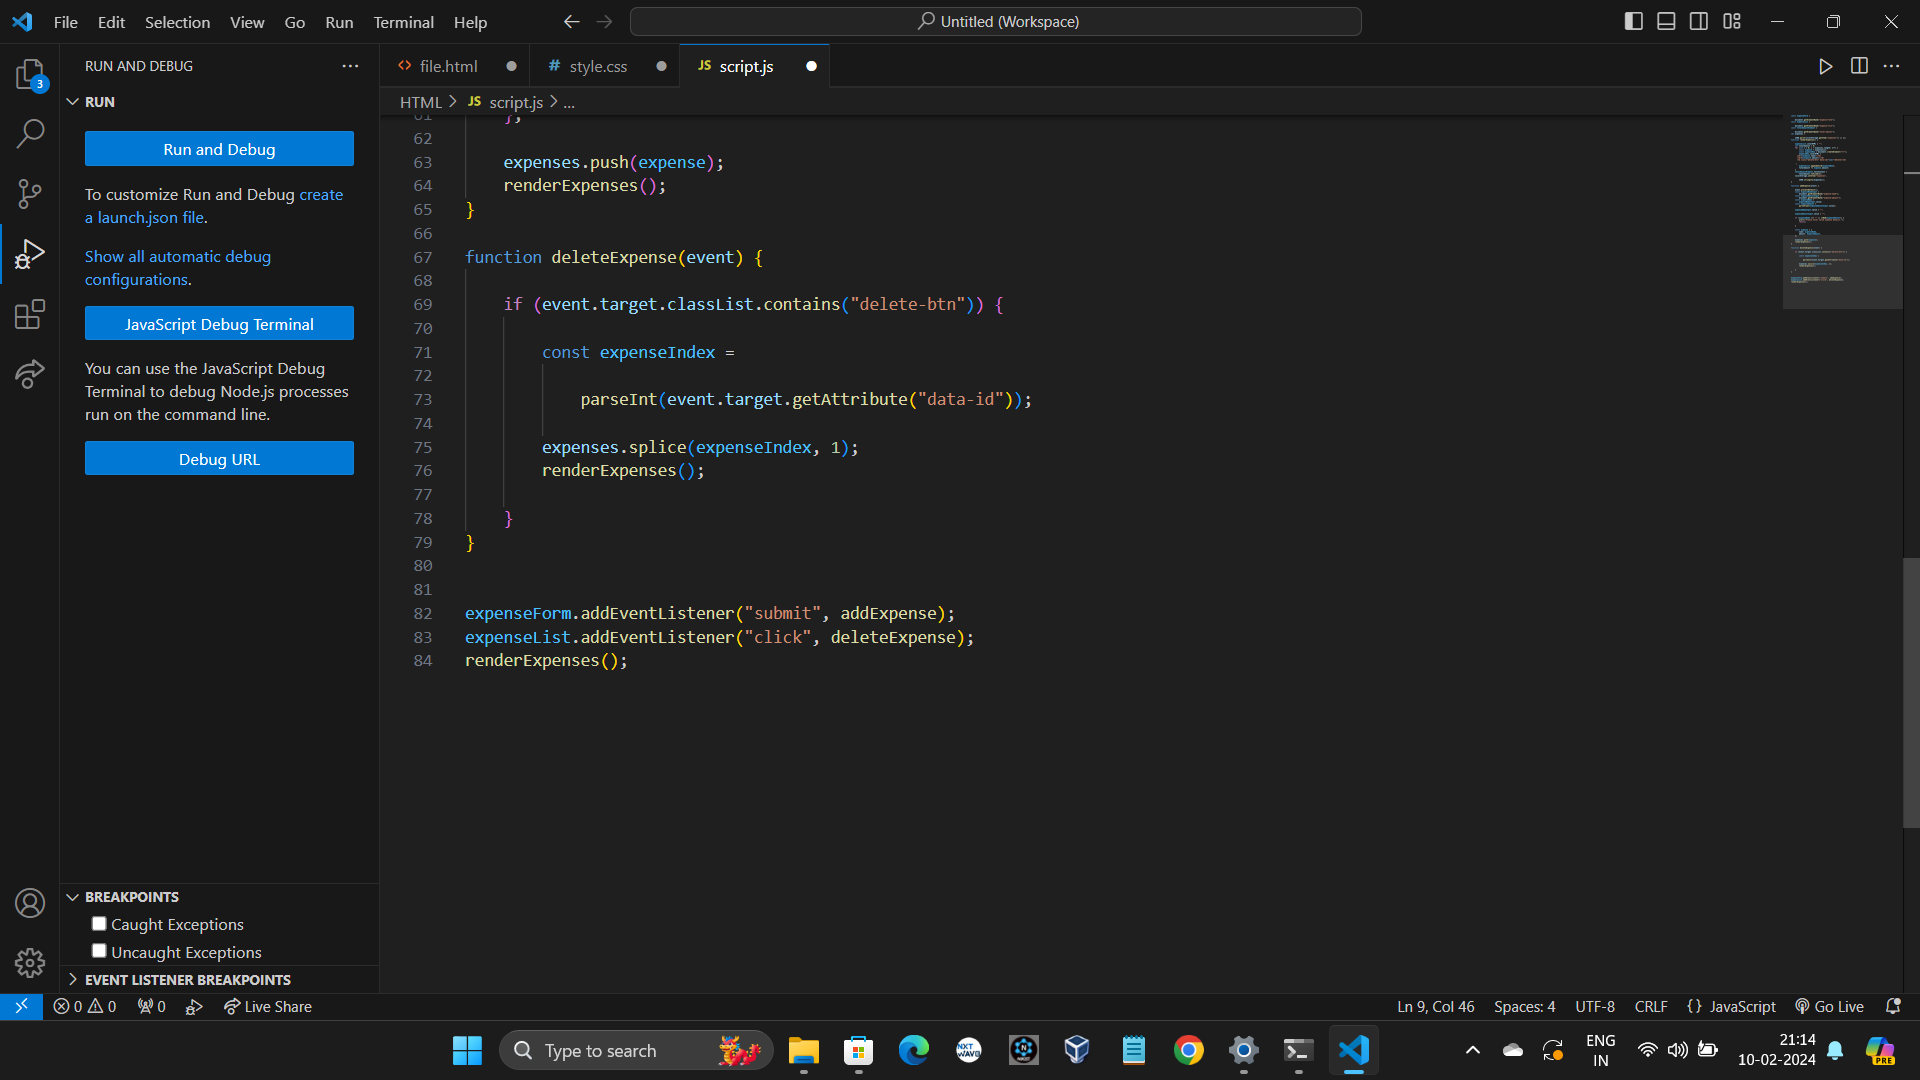 File Edit Selection View Go Run Terminal Help
Untitled (Workspace)
RUN AND DEBUG
file.html
# style.css
JS script.js
3
RUN
HTML > JS script.js > ...
Run and Debug
To customize Run and Debug create
a launch.json file.
Show all automatic debug
configurations.
JavaScript Debug Terminal
You can use the JavaScript Debug
Terminal to debug Node.js processes
run on the command line.
Debug URL
BREAKPOINTS
Caught Exceptions
Uncaught Exceptions
EVENT LISTENER BREAKPOINTS
61 };
62
63 expenses.push(expense);
64 renderExpenses();
65 }
66
67 function deleteExpense(event) {
68
69 if (event.target.classList.contains("delete-btn")) {
70
71 const expenseIndex =
72
73 parseInt(event.target.getAttribute("data-id"));
74
75 expenses.splice(expenseIndex, 1);
76 renderExpenses();
77
78 }
79 }
80
81
82 expenseForm.addEventListener("submit", addExpense);
83 expenseList.addEventListener("click", deleteExpense);
84 renderExpenses();
0 0 0 Live Share
Ln 9, Col 46 Spaces: 4 UTF-8 CRLF {} JavaScript Go Live
Type to search
NXT WAVE
ENG
IN
21:14
10-02-2024
PRE